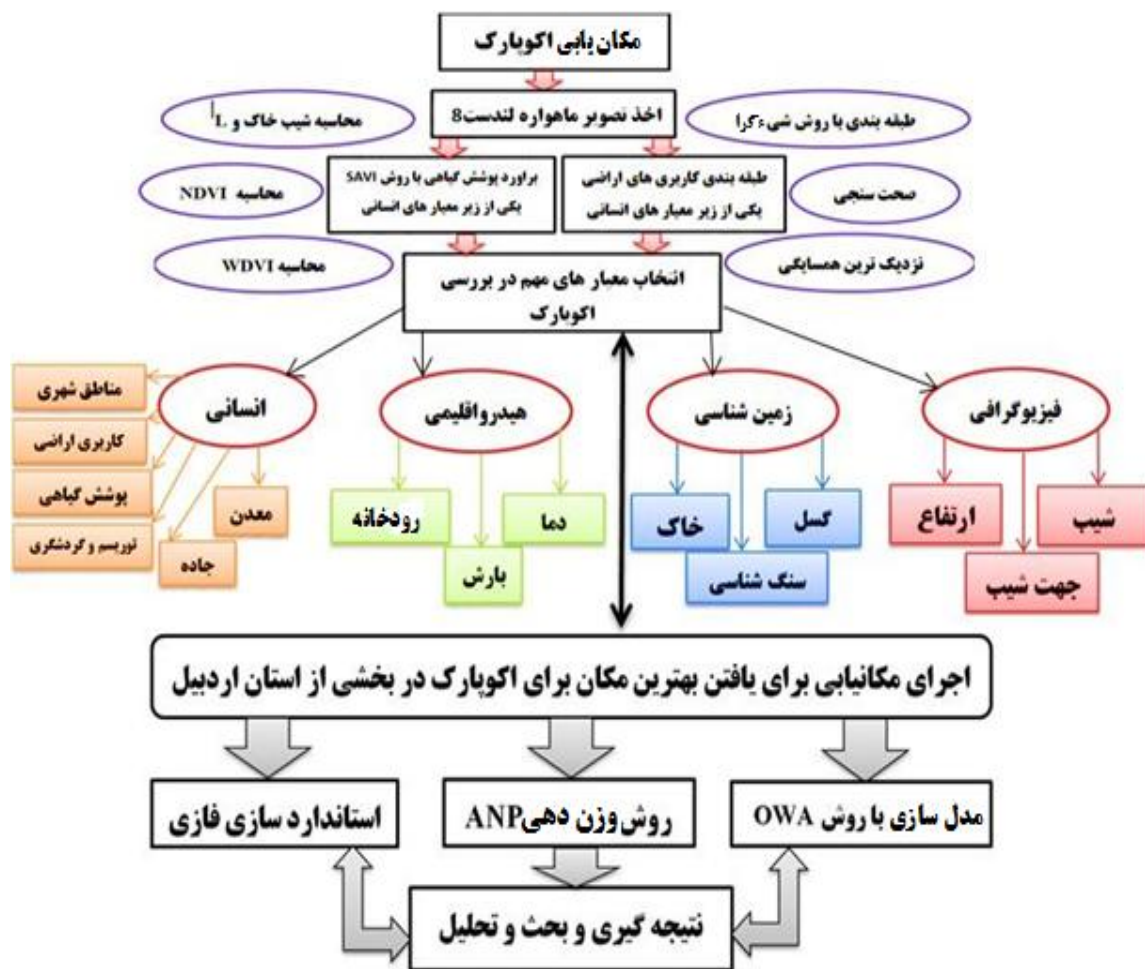 مکان یابی اکوپارک
اخذ تصویر ماهواره لندست8
طبقه بندی با روش شیءگرا
محاسبه شیب خاک و L
طبقه بندی کاربری های اراضی
یکی از زیر معیار های انسانی
براورد پوشش گیاهی با روش SAVI
یکی از زیر معیار های انسانی
صحت سنجی
محاسبه NDVI
نزدیک ترین همسایگی
محاسبه WDVI
انتخاب معیار های مهم در بررسی
اکوپارک
فیزیوگرافی
زمین شناسی
هیدرواقلیمی
انسانی
شیب
ارتفاع
جهت شیب
گسل
خاک
سنگ شناسی
دما
رودخانه
بارش
مناطق شهری
کاربری اراضی
پوشش گیاهی
توریسم و گردشگری
معدن
جاده
اجرای مکانیابی برای یافتن بهترین مکان برای اکوپارک در بخشی از استان اردبیل
مدل سازی با روش OWA
روش وزن دهی ANP
استاندارد سازی فازی
نتیجه گیری و بحث و تحلیل